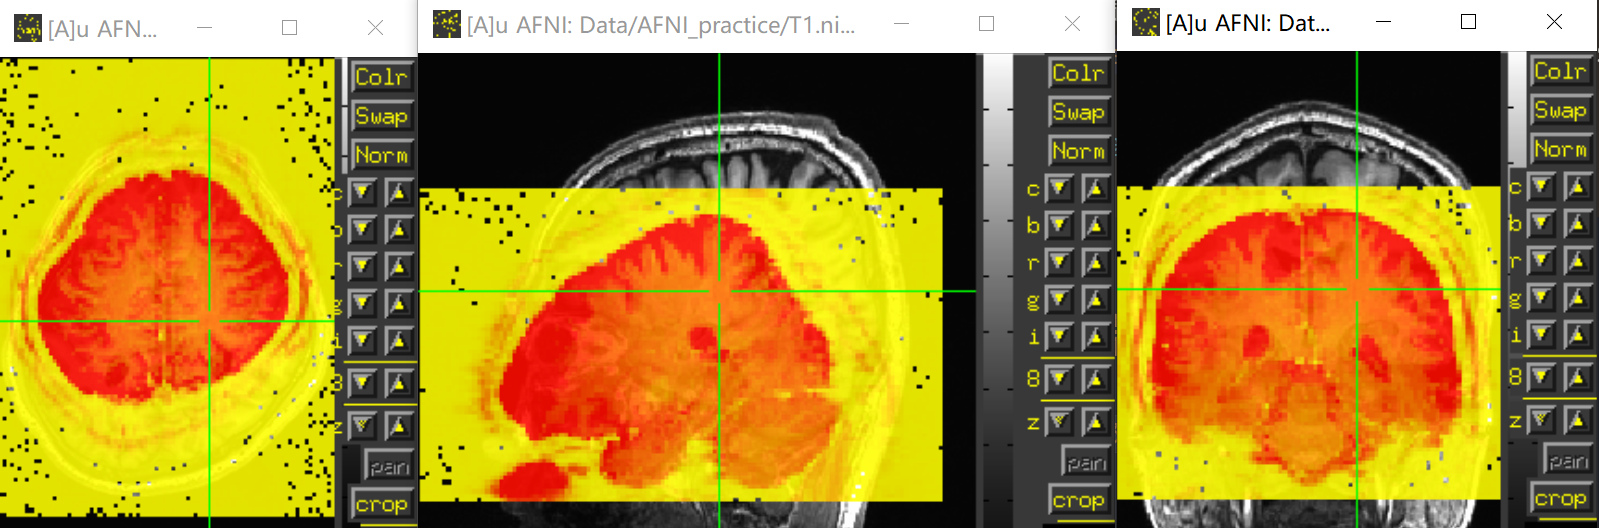 [A]u AFN...
Colr
Swap
Norm
c
b
r
g
i
8
z
pan
crop
[A]u AFNI: Data/AFNI_practice/T1.ni...
Colr
Swap
Norm
c
b
r
g
i
8
z
pan
crop
[A]u AFNI: Dat...
Colr
Swap
Norm
c
b
r
g
i
8
z
pan
crop